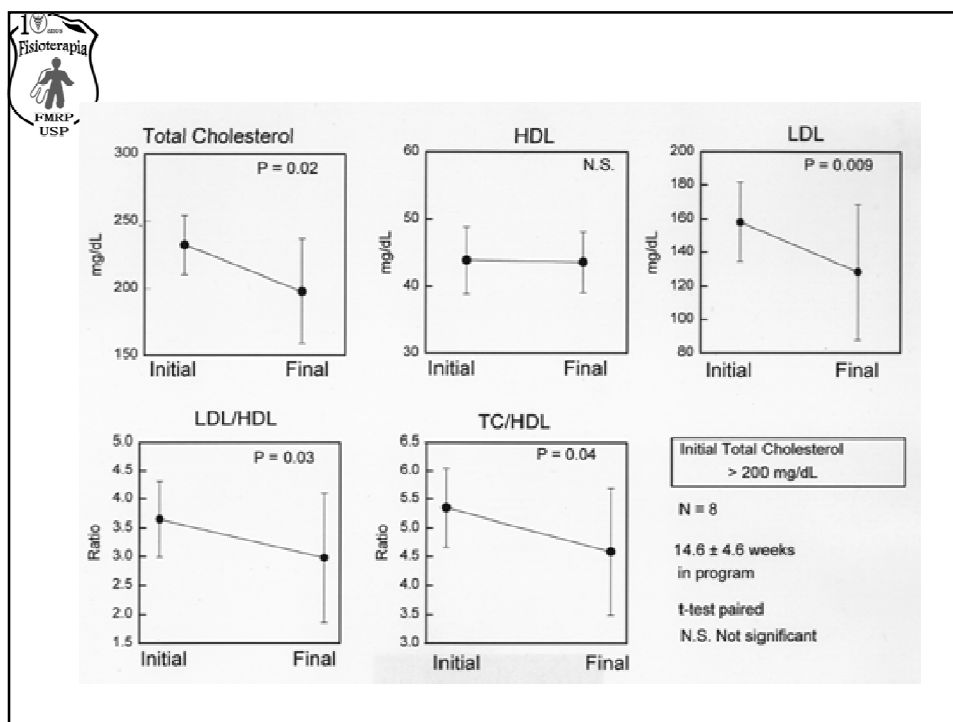 10 anos
Fisioterapia
FMRP
USP
Total Cholesterol
300
250
200
150
mg/dL
P = 0.02
Initial Final
HDL
60
50
40
30
mg/dL
N.S.
Initial Final
LDL
200
180
160
140
120
100
80
mg/dL
P = 0.009
Initial Final
LDL/HDL
5.0
4.5
4.0
3.5
3.0
2.5
2.0
1.5
Ratio
P = 0.03
Initial Final
TC/HDL
6.5
6.0
5.5
5.0
4.5
4.0
3.5
3.0
Ratio
P = 0.04
Initial Final
Initial Total Cholesterol
> 200 mg/dL
N = 8
14.6 ± 4.6 weeks
in program
t-test paired
N.S. Not significant